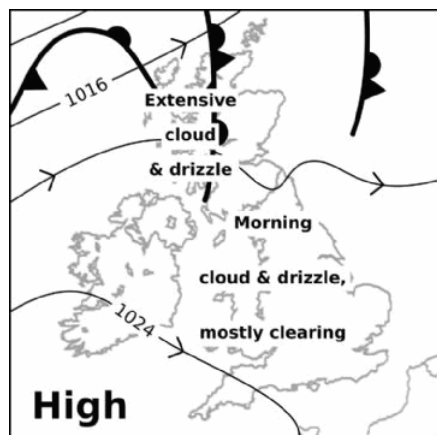 1016
Extensive
cloud
& drizzle
Morning
cloud & drizzle,
mostly clearing
1024
High